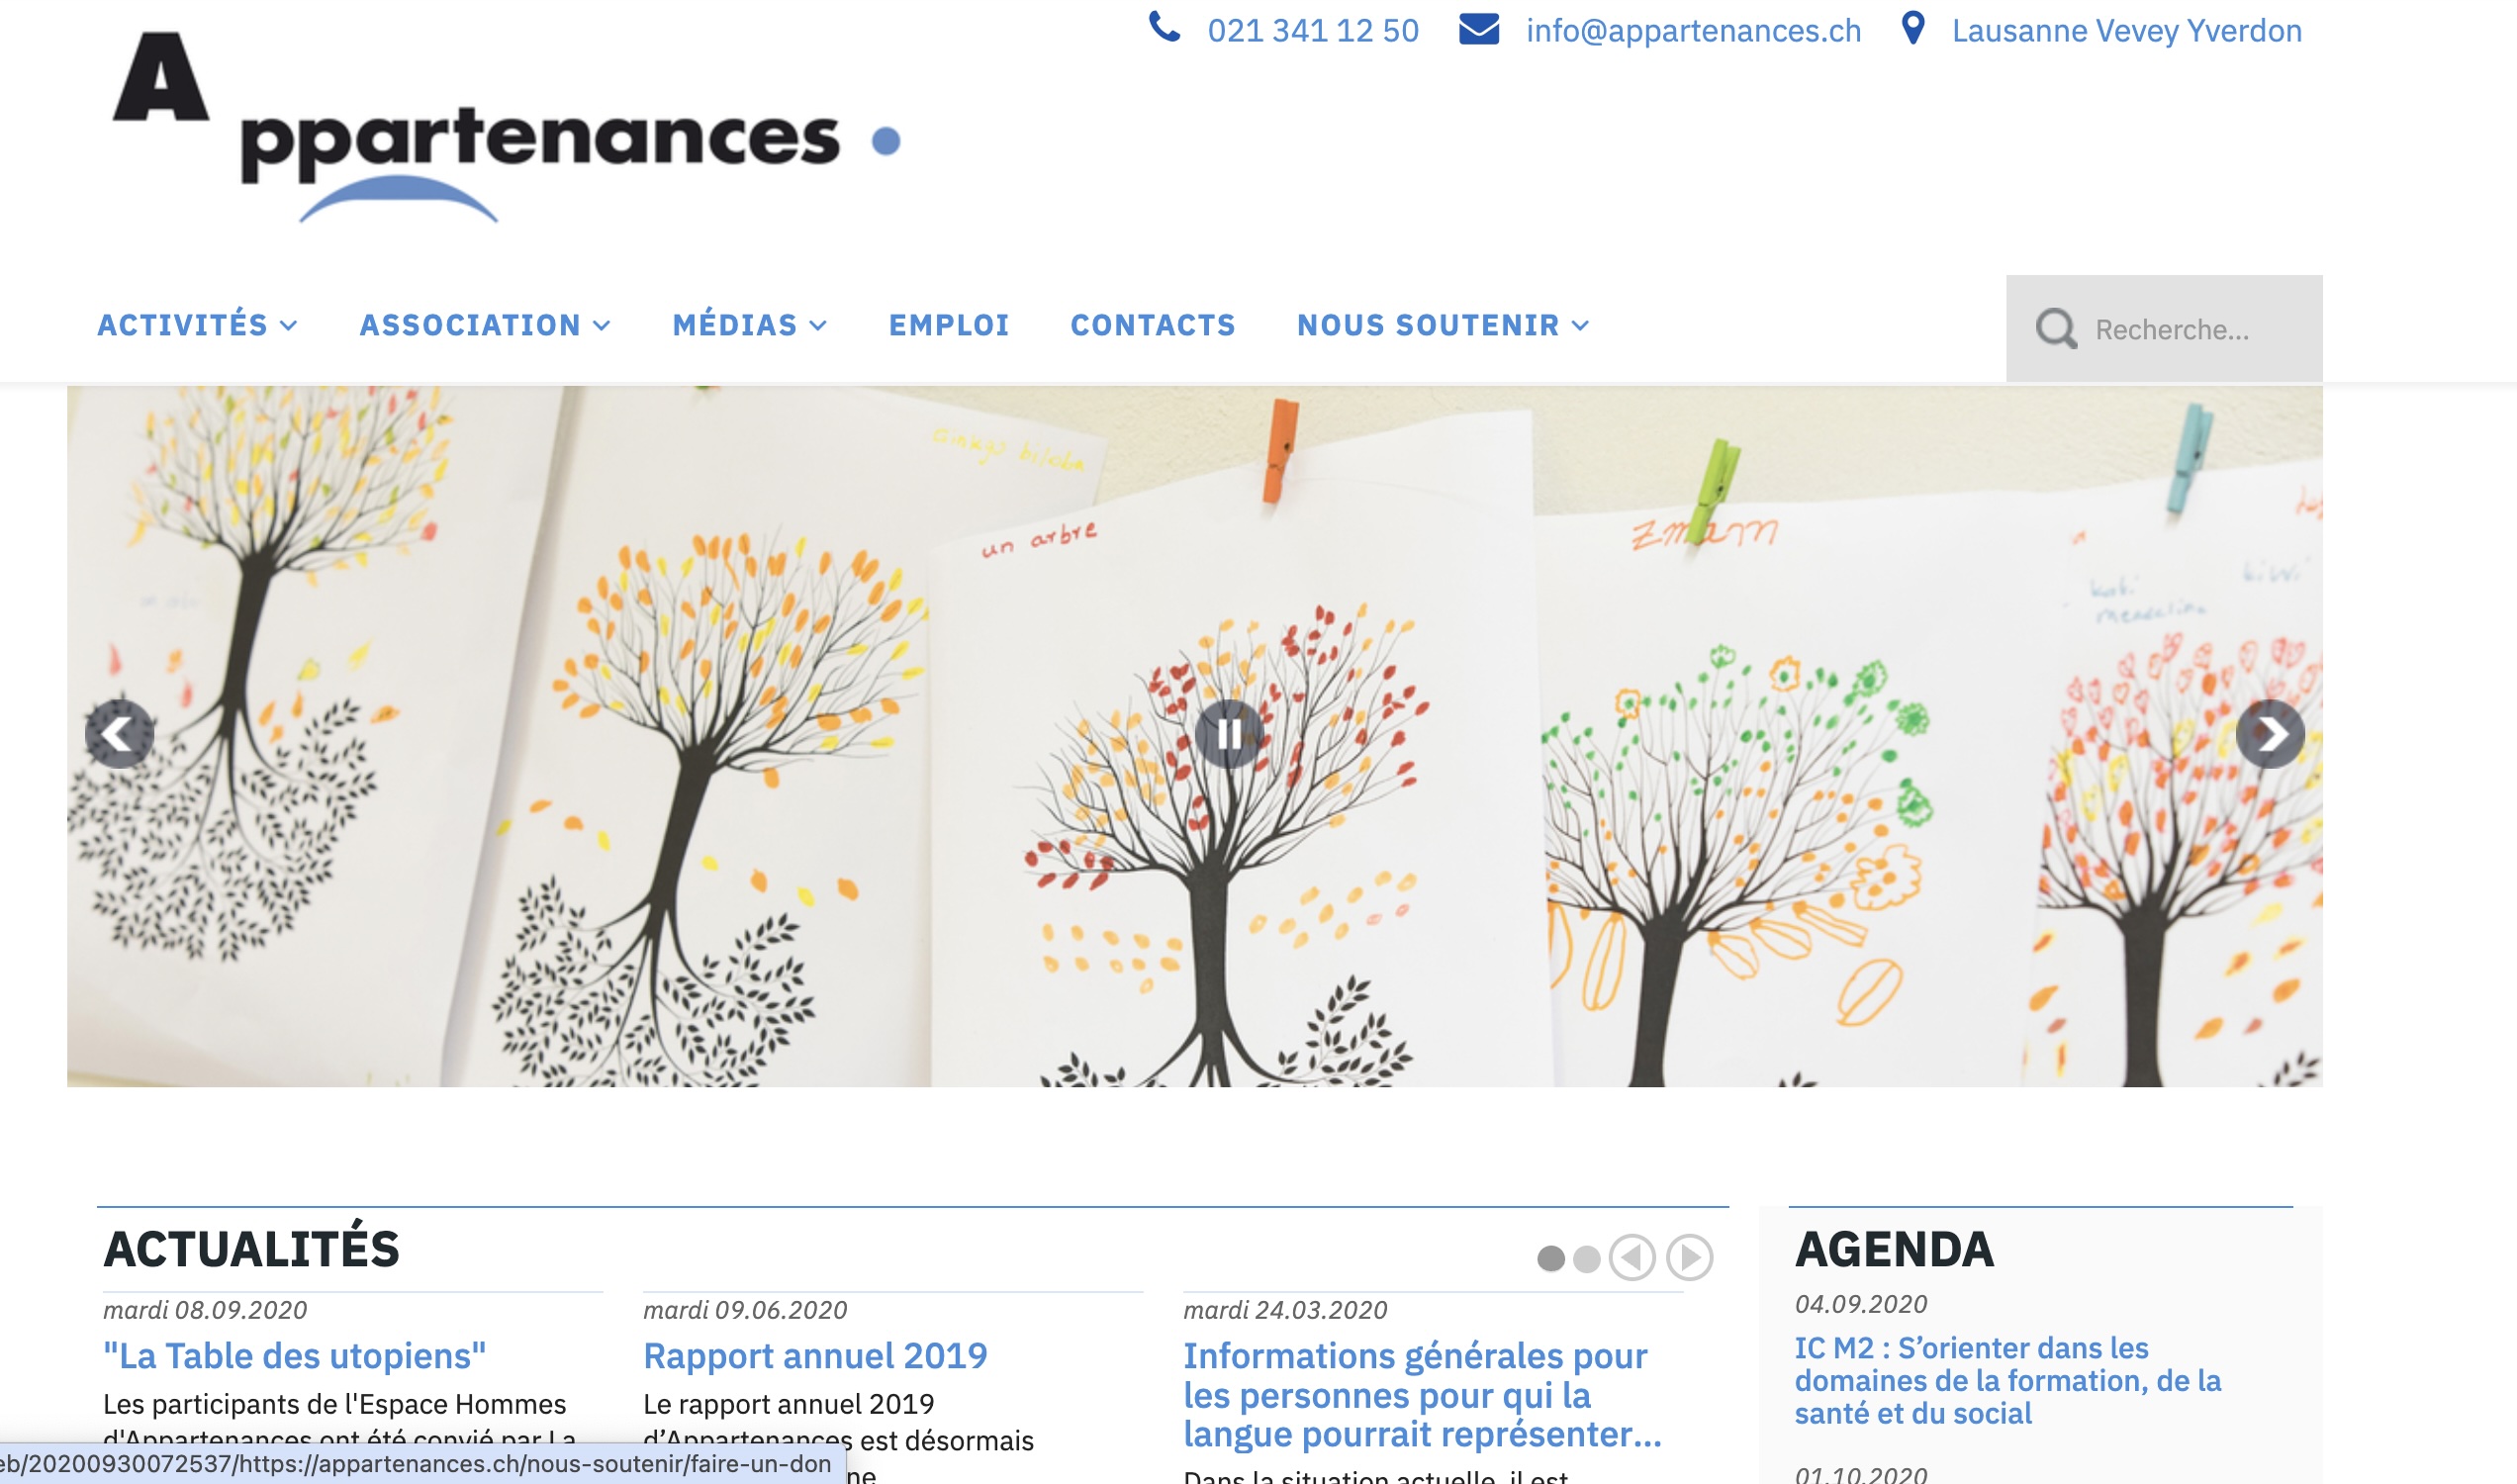 021 341 12 50 info@appartenances.ch Lausanne Vevey Yverdon
Appartenances
ACTIVITÉS ASSOCIATION MÉDIAS EMPLOI CONTACTS NOUS SOUTENIR
Recherche...
Ginkgo biloba
un arbre
zmarn
kiwi
ACTUALITÉS
mardi 08.09.2020
"La Table des utopiens"
Les participants de l'Espace Hommes
d'Appartenances ont été convié par La
mardi 09.06.2020
Rapport annuel 2019
Le rapport annuel 2019
d’Appartenances est désormais
ne
mardi 24.03.2020
Informations générales pour
les personnes pour qui la
langue pourrait représenter...
Dans la situation actuelle, il est
AGENDA
04.09.2020
IC M2 : S’orienter dans les
domaines de la formation, de la
santé et du social
01.10.2020
eb/20200930072537/https://appartenances.ch/nous-soutenir/faire-un-don